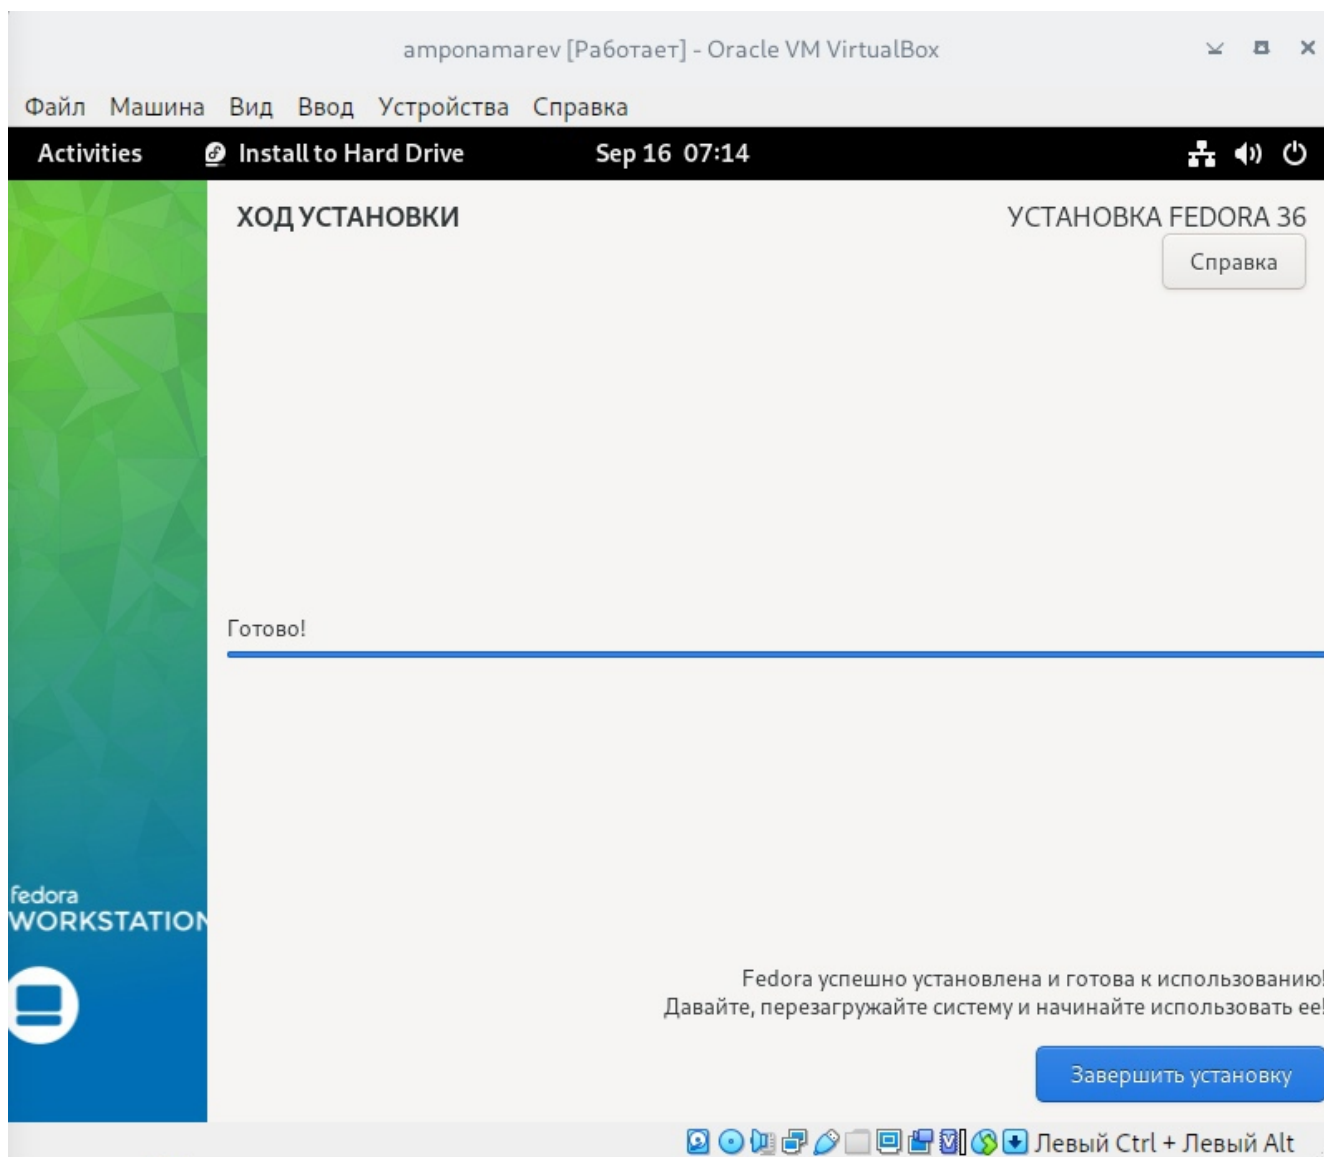 amponamarev [Работает] - Oracle VM VirtualBox
Файл Машина Вид Ввод Устройства Справка
Activities Install to Hard Drive Sep 16 07:14
ХОД УСТАНОВКИ УСТАНОВКА FEDORA 36
Справка
Готово!
fedora
WORKSTATION
Fedora успешно установлена и готова к использованию!
Давайте, перезагружайте систему и начинайте использовать ее!
Завершить установку
Левый Ctrl + Левый Alt